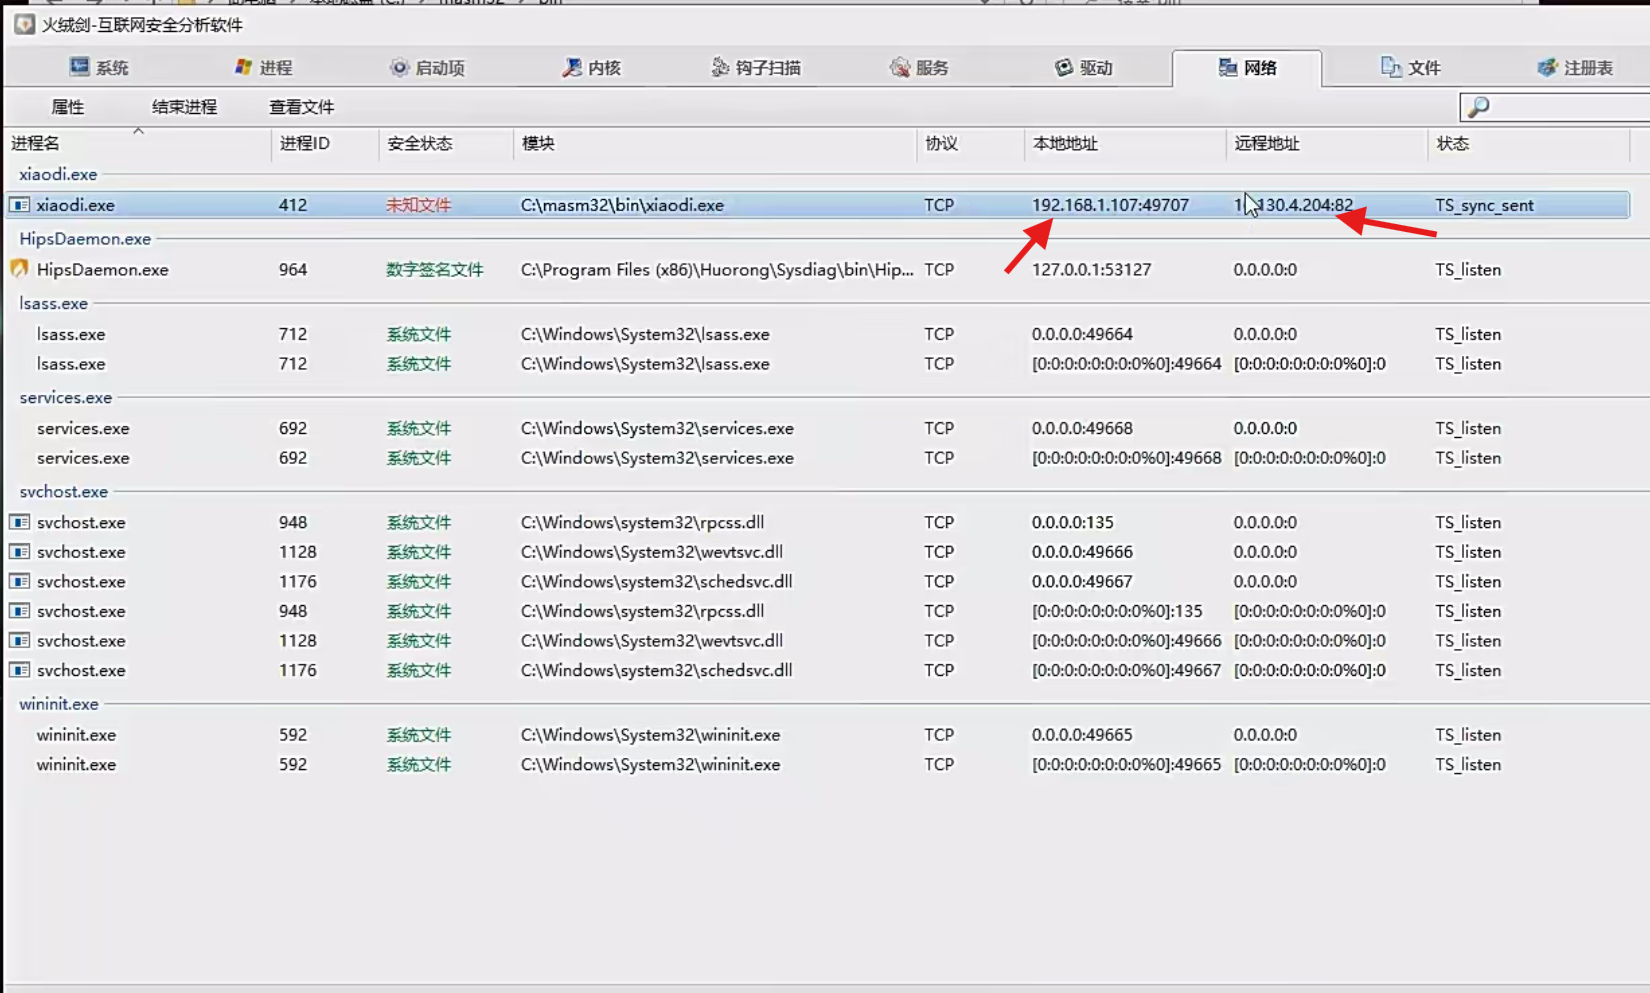 火绒剑-互联网安全分析软件
系统 进程 启动项 内核 钩子扫描 服务 驱动 网络 文件 注册表
属性 结束进程 查看文件
进程名 进程ID 安全状态 模块 协议 本地地址 远程地址 状态
xiaodi.exe
xiaodi.exe 412 未知文件 C:\masm32\bin\xiaodi.exe TCP 192.168.1.107:49707 130.4.204:82 TS_sync_sent
HipsDaemon.exe
HipsDaemon.exe 964 数字签名文件 C:\Program Files (x86)\Huorong\Sysdiag\bin\Hip... TCP 127.0.0.1:53127 0.0.0.0:0 TS_listen
lsass.exe
lsass.exe 712 系统文件 C:\Windows\System32\lsass.exe TCP 0.0.0.0:49664 0.0.0.0:0 TS_listen
lsass.exe 712 系统文件 C:\Windows\System32\lsass.exe TCP [0:0:0:0:0:0:0:0%0]:49664 [0:0:0:0:0:0:0:0%0]:0 TS_listen
services.exe
services.exe 692 系统文件 C:\Windows\System32\services.exe TCP 0.0.0.0:49668 0.0.0.0:0 TS_listen
services.exe 692 系统文件 C:\Windows\System32\services.exe TCP [0:0:0:0:0:0:0:0%0]:49668 [0:0:0:0:0:0:0:0%0]:0 TS_listen
svchost.exe
svchost.exe 948 系统文件 C:\Windows\system32\rpcss.dll TCP 0.0.0.0:135 0.0.0.0:0 TS_listen
svchost.exe 1128 系统文件 C:\Windows\System32\wevtsvc.dll TCP 0.0.0.0:49666 0.0.0.0:0 TS_listen
svchost.exe 1176 系统文件 C:\Windows\system32\schedsvc.dll TCP 0.0.0.0:49667 0.0.0.0:0 TS_listen
svchost.exe 948 系统文件 C:\Windows\system32\rpcss.dll TCP [0:0:0:0:0:0:0:0%0]:135 [0:0:0:0:0:0:0:0%0]:0 TS_listen
svchost.exe 1128 系统文件 C:\Windows\System32\wevtsvc.dll TCP [0:0:0:0:0:0:0:0%0]:49666 [0:0:0:0:0:0:0:0%0]:0 TS_listen
svchost.exe 1176 系统文件 C:\Windows\system32\schedsvc.dll TCP [0:0:0:0:0:0:0:0%0]:49667 [0:0:0:0:0:0:0:0%0]:0 TS_listen
wininit.exe
wininit.exe 592 系统文件 C:\Windows\System32\wininit.exe TCP 0.0.0.0:49665 0.0.0.0:0 TS_listen
wininit.exe 592 系统文件 C:\Windows\System32\wininit.exe TCP [0:0:0:0:0:0:0:0%0]:49665 [0:0:0:0:0:0:0:0%0]:0 TS_listen